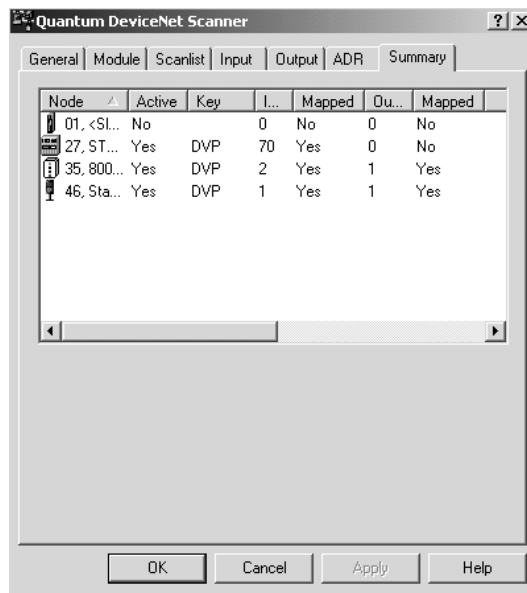 Quantum DeviceNet Scanner
General Module Scanlist Input Output ADR Summary
Node Active Key I... Mapped Ou... Mapped
01, <SI... No 0 No 0 No
27, ST... Yes DVP 70 Yes 0 No
35, 800... Yes DVP 2 Yes 1 Yes
46, Sta... Yes DVP 1 Yes 1 Yes
OK Cancel Apply Help